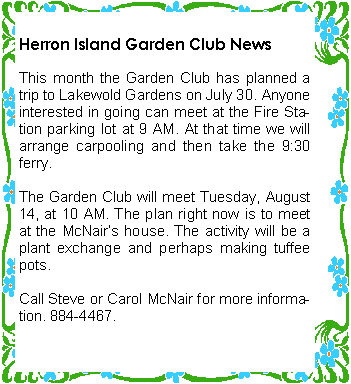 Herron Island Garden Club News
This month the Garden Club has planned a
trip to Lakewold Gardens on July 30. Anyone
interested in going can meet at the Fire Sta-
tion parking lot at 9 AM. At that time we will
arrange carpooling and then take the 9:30
ferry.
The Garden Club will meet Tuesday, August
14, at 10 AM. The plan right now is to meet
at the McNair's house. The activity will be a
plant exchange and perhaps making tuffee
pots.
Call Steve or Carol McNair for more informa-
tion. 884-4467.